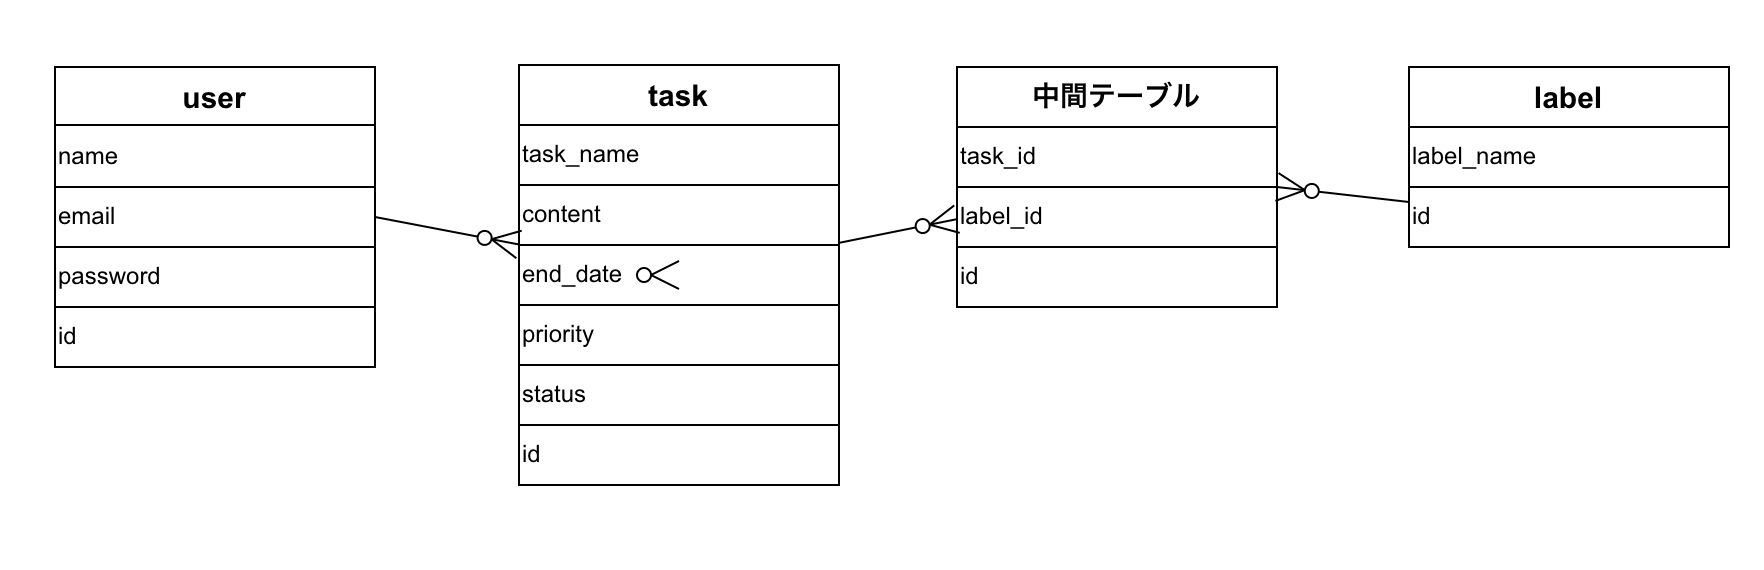 user
name
email
password
id
task
task_name
content
end_date
priority
status
id
中間テーブル
task_id
label_id
id
label
label_name
id